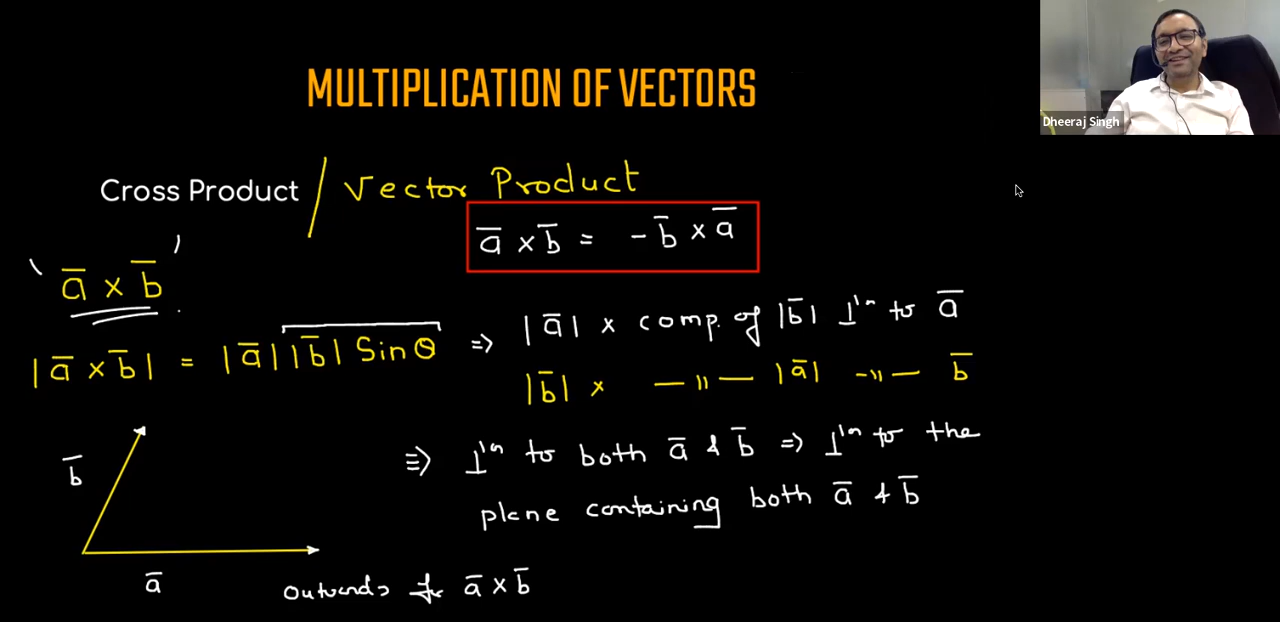 MULTIPLICATION OF VECTORS
Dheeraj Singh
Cross Product / Vector Product
a̅ × b̅ = - b̅ × a̅
' a̅ × b̅ '
|a̅ × b̅| = |a̅||b̅| Sin θ ⇒ |a̅| × comp. of |b̅| ⊥'r to a̅
|b̅| × —"— |a̅| —"— b̅
⇒ ⊥'r to both a̅ & b̅ ⇒ ⊥'r to the
plane containing both a̅ & b̅
b̅
a̅
Outwards for a̅ × b̅